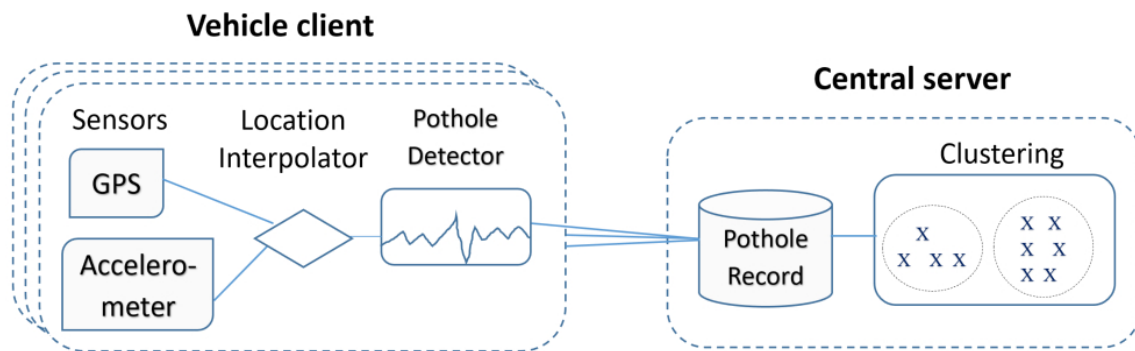 Vehicle client
Sensors
GPS
Accelero-
meter
Location
Interpolator
Pothole
Detector
Central server
Pothole
Record
Clustering
X
X X X
X X
X X
X X